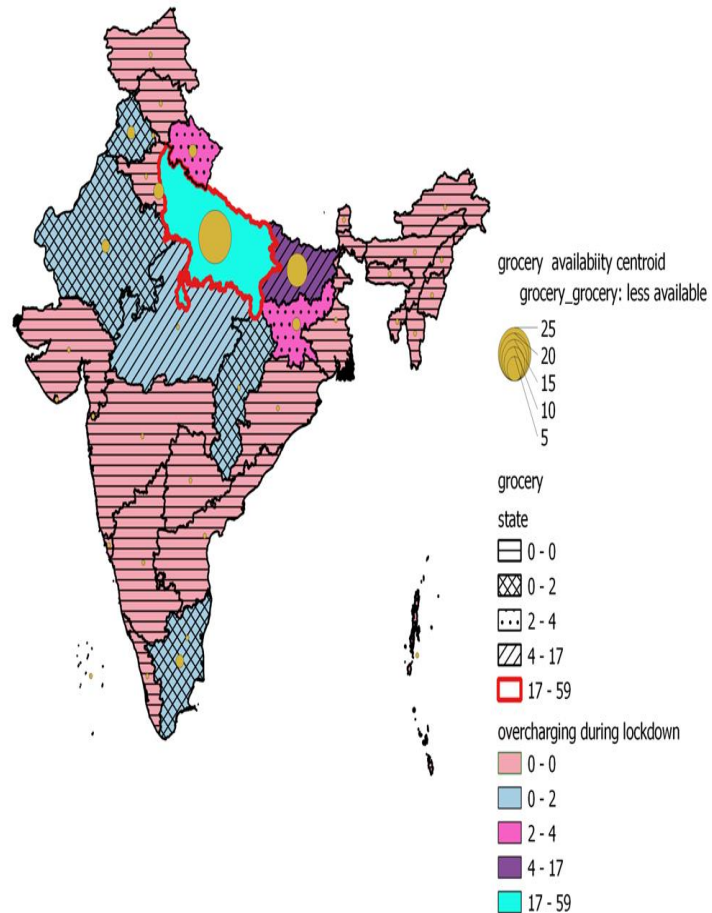 grocery availabiity centroid
grocery_grocery: less available
25
20
15
10
5
grocery
state
0 - 0
0 - 2
2 - 4
4 - 17
17 - 59
overcharging during lockdown
0 - 0
0 - 2
2 - 4
4 - 17
17 - 59